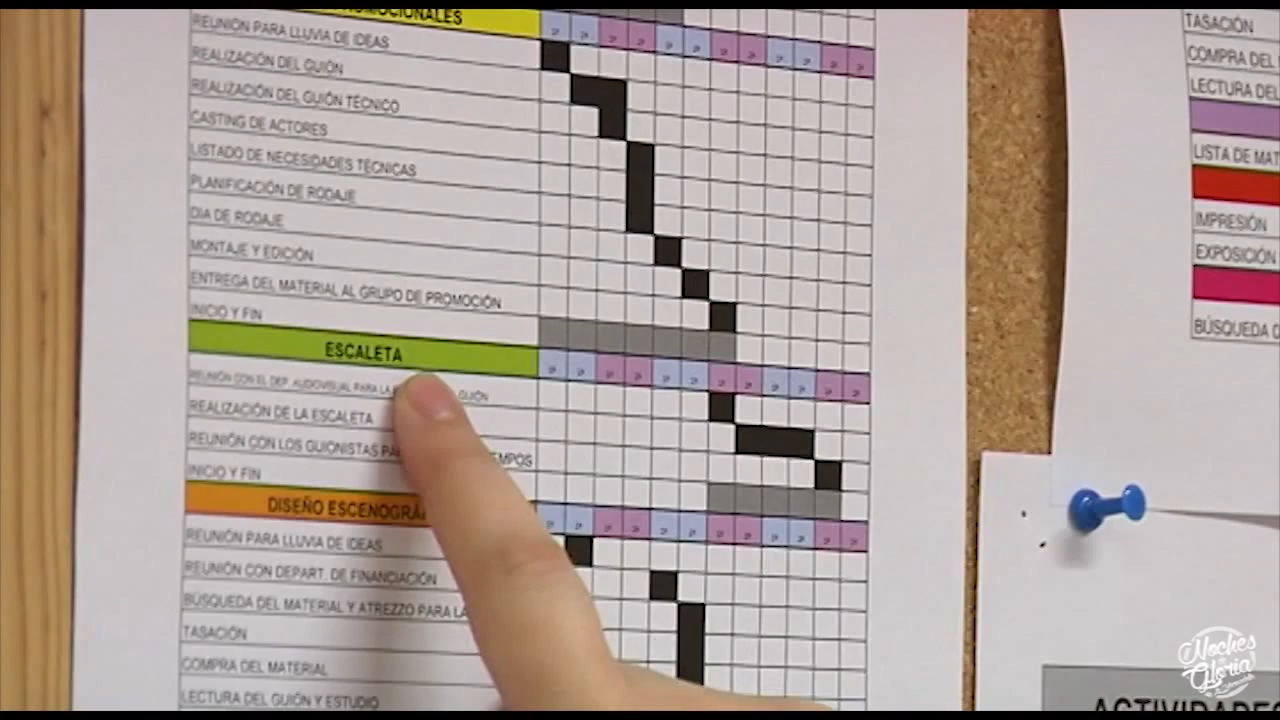 PROMOCIONALES
REUNIÓN PARA LLUVIA DE IDEAS
REALIZACIÓN DEL GUIÓN
REALIZACIÓN DEL GUIÓN TÉCNICO
CASTING DE ACTORES
LISTADO DE NECESIDADES TÉCNICAS
PLANIFICACIÓN DE RODAJE
DIA DE RODAJE
MONTAJE Y EDICIÓN
ENTREGA DEL MATERIAL AL GRUPO DE PROMOCIÓN
INICIO Y FIN
ESCALETA
REUNIÓN CON EL DEP. AUDIOVISUAL PARA LA GUIÓN
REALIZACIÓN DE LA ESCALETA
REUNIÓN CON LOS GUIONISTAS PA EMPOS
INICIO Y FIN
DISEÑO ESCENOGRÁ
REUNIÓN PARA LLUVIA DE IDEAS
REUNIÓN CON DEPART. DE FINANCIACIÓN
BÚSQUEDA DEL MATERIAL Y ATREZZO PARA LA
TASACIÓN
COMPRA DEL MATERIAL
LECTURA DEL GUIÓN Y ESTUDIO
TASACIÓN
COMPRA DEL
LECTURA DEL
LISTA DE MAT
IMPRESIÓN
EXPOSICIÓN
BÚSQUEDA D
ACTIVIDADES
Noches
Gloria